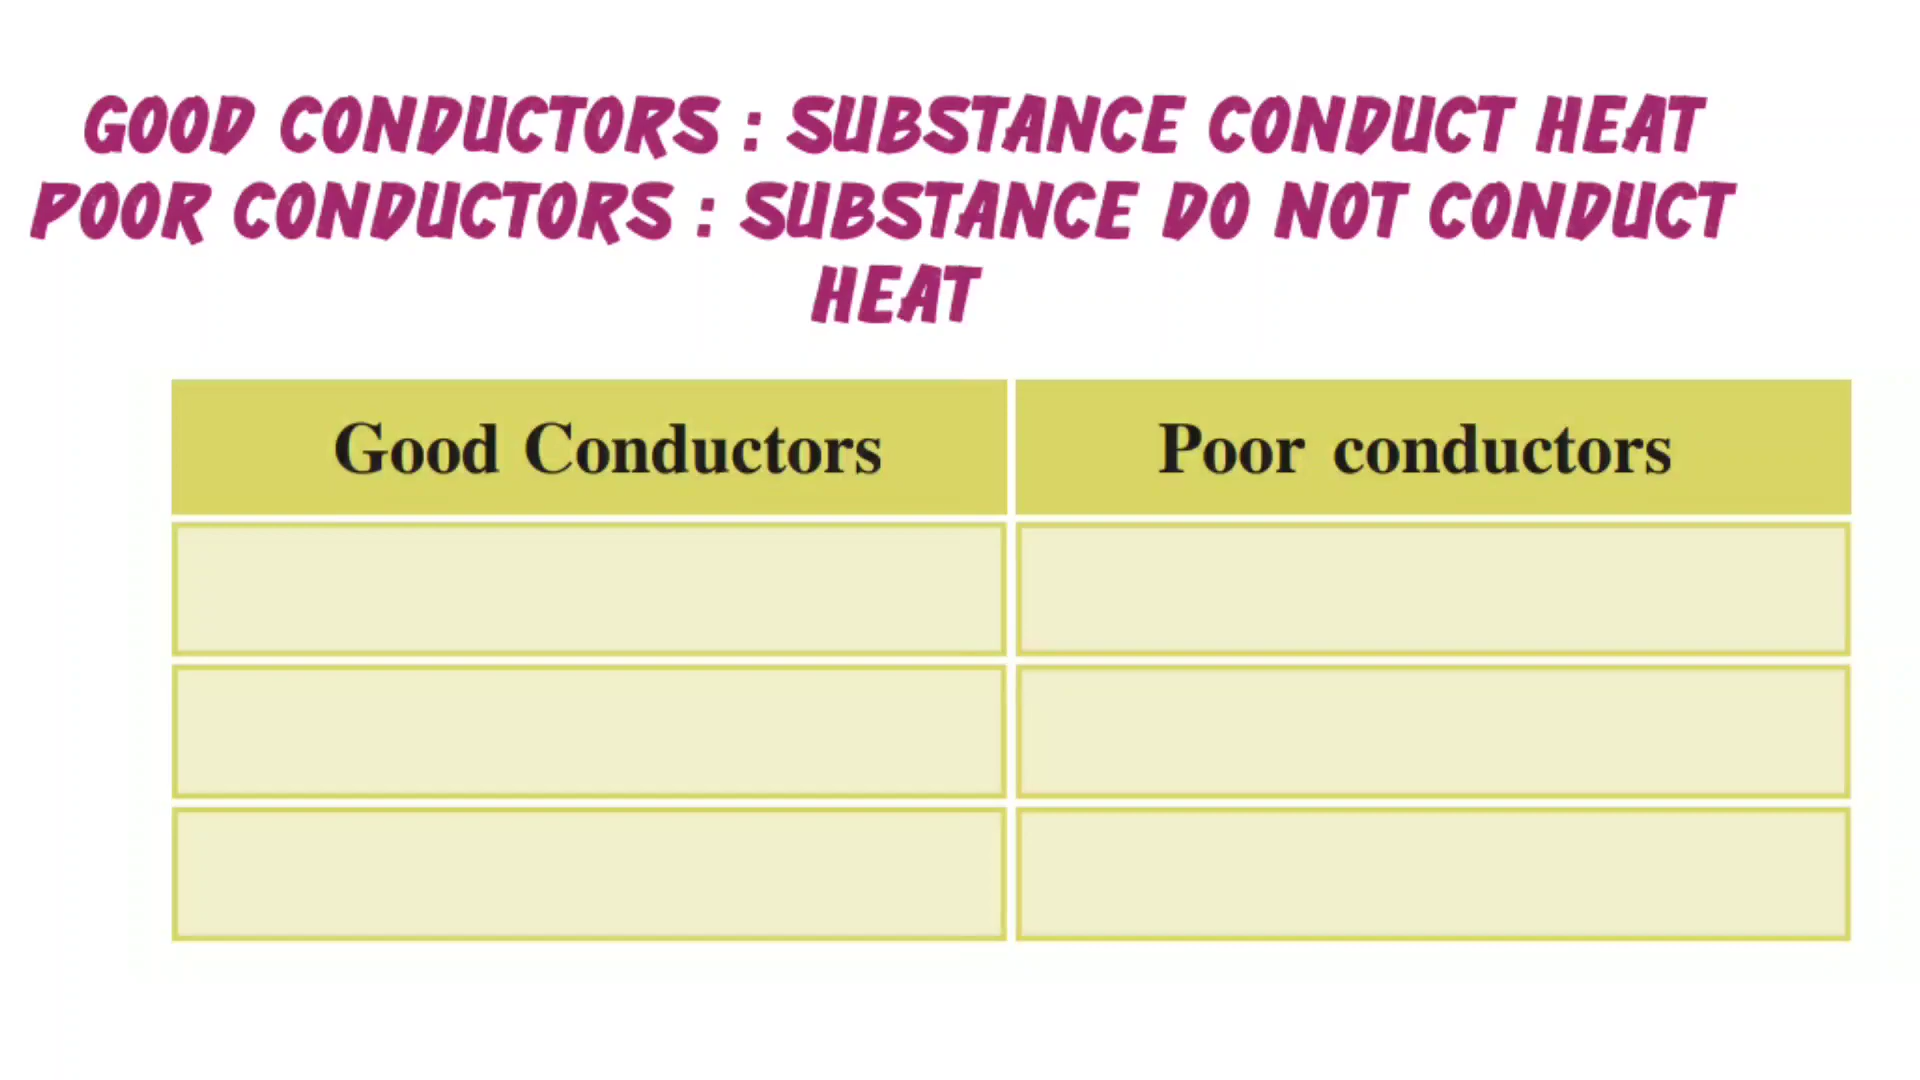 GOOD CONDUCTORS : SUBSTANCE CONDUCT HEAT
POOR CONDUCTORS : SUBSTANCE DO NOT CONDUCT
HEAT
Good Conductors
Poor conductors